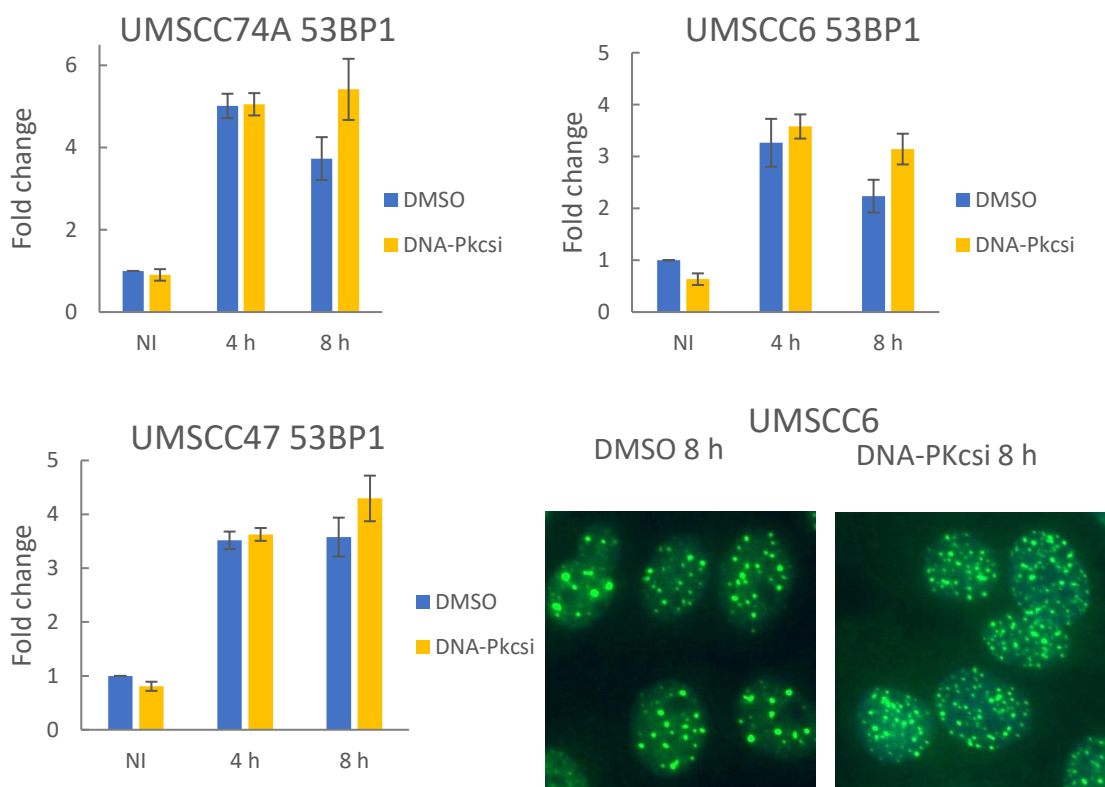 UMSCC74A 53BP1
Fold change
6
4
2
0
NI 4 h 8 h
DMSO
DNA-Pkcsi
UMSCC6 53BP1
Fold change
5
4
3
2
1
0
NI 4 h 8 h
DMSO
DNA-Pkcsi
UMSCC47 53BP1
Fold change
5
4
3
2
1
0
NI 4 h 8 h
DMSO
DNA-Pkcsi
UMSCC6
DMSO 8 h
DNA-PKcsi 8 h